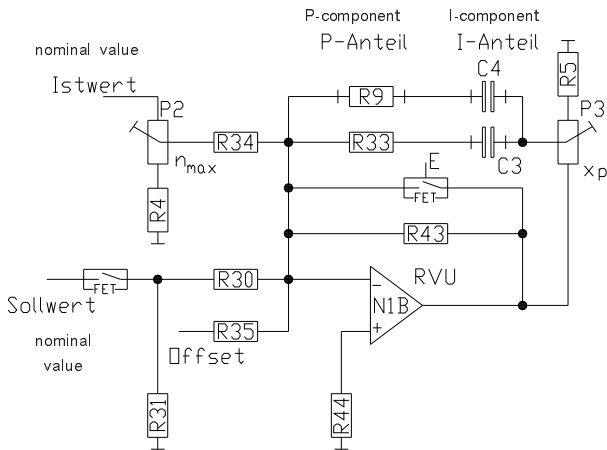 P-component I-component
P-Anteil I-Anteil
nominal value
Istwert
C4
R5
R9
P2
P3
R34
R33
C3
n max
xp
E
FET
R4
R43
RVU
FET
R30
N1B
-
+
Sollwert
R35
Offset
nominal
value
R31
R44